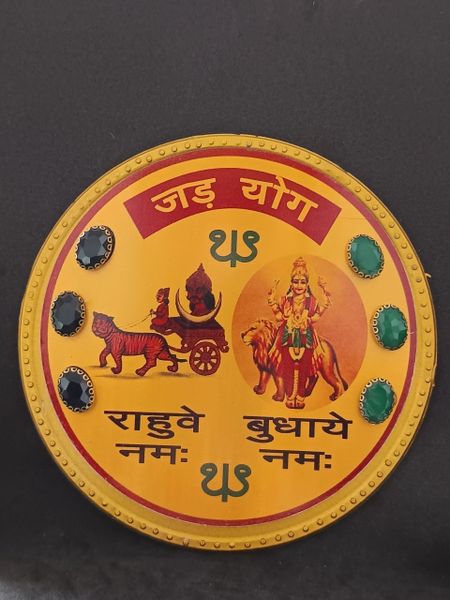 जड़ योग
राहुवे
नमः
बुधाये
नमः